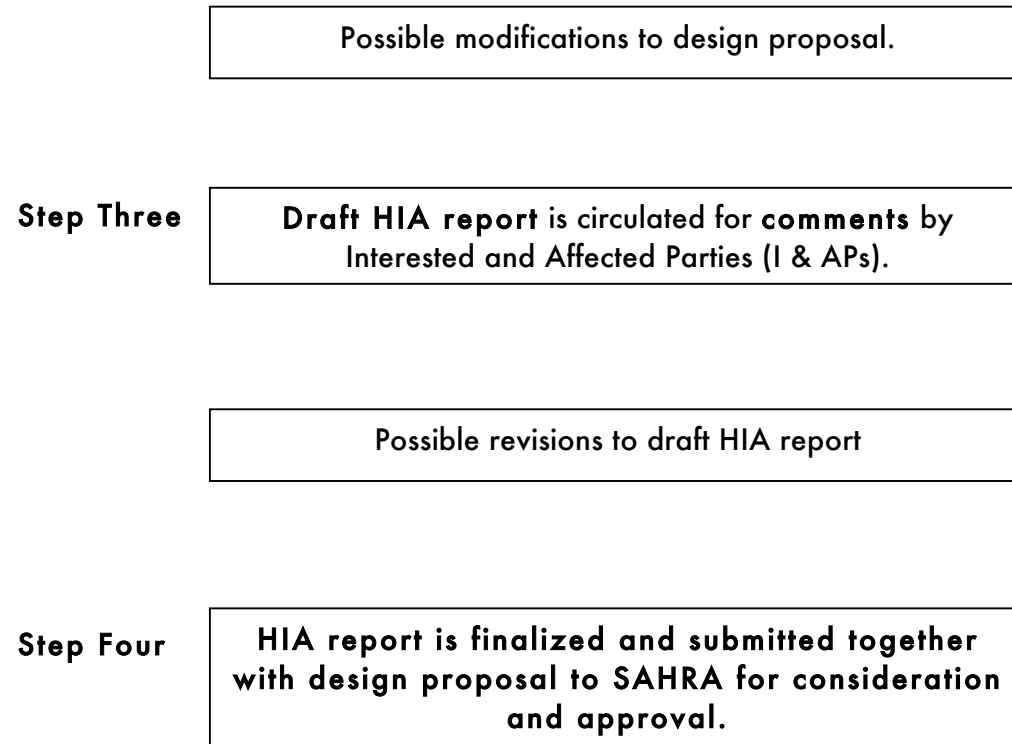 Possible modifications to design proposal.
Step Three
Draft HIA report is circulated for comments by
Interested and Affected Parties (I & APs).
Possible revisions to draft HIA report
Step Four
HIA report is finalized and submitted together
with design proposal to SAHRA for consideration
and approval.